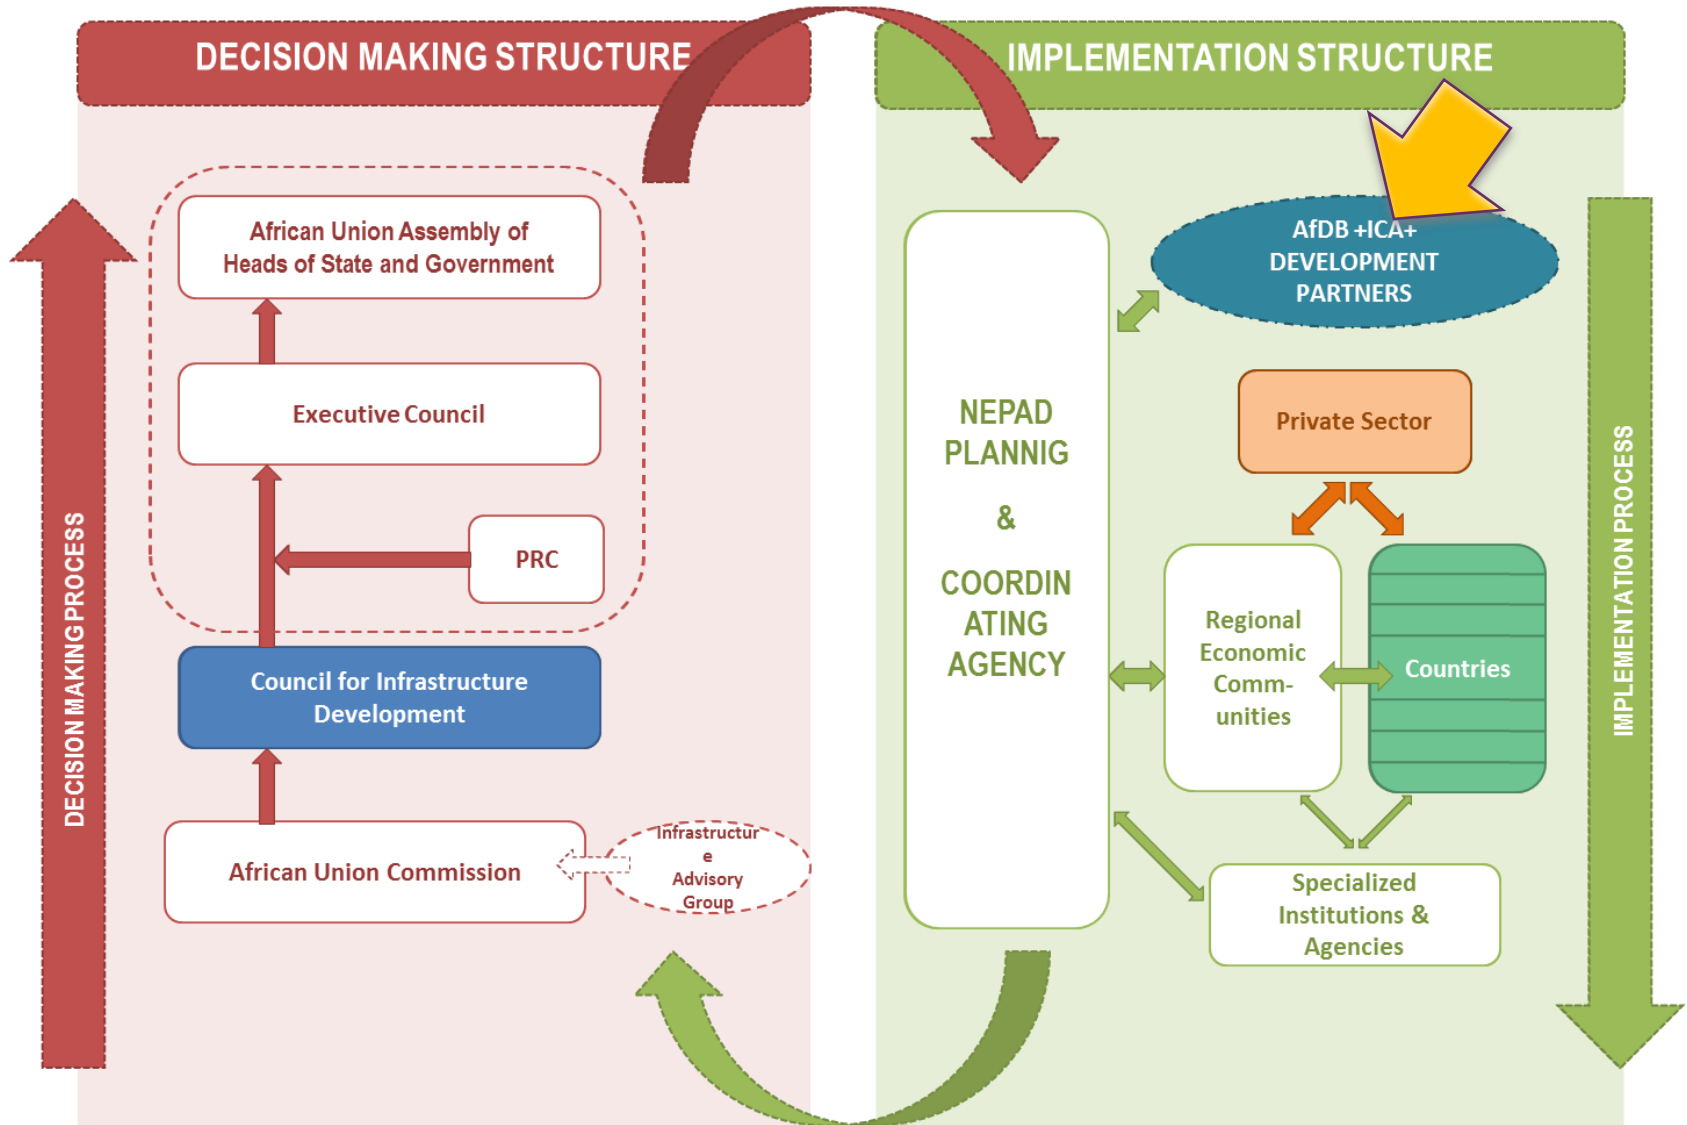 DECISION MAKING STRUCTURE
DECISION MAKING PROCESS
African Union Assembly of
Heads of State and Government
Executive Council
PRC
Council for Infrastructure
Development
African Union Commission
Infrastructur
e
Advisory
Group
IMPLEMENTATION STRUCTURE
NEPAD
PLANNIG
&
COORDIN
ATING
AGENCY
AfDB +ICA+
DEVELOPMENT
PARTNERS
Private Sector
Regional
Economic
Comm-
unities
Countries
Specialized
Institutions &
Agencies
IMPLEMENTATION PROCESS